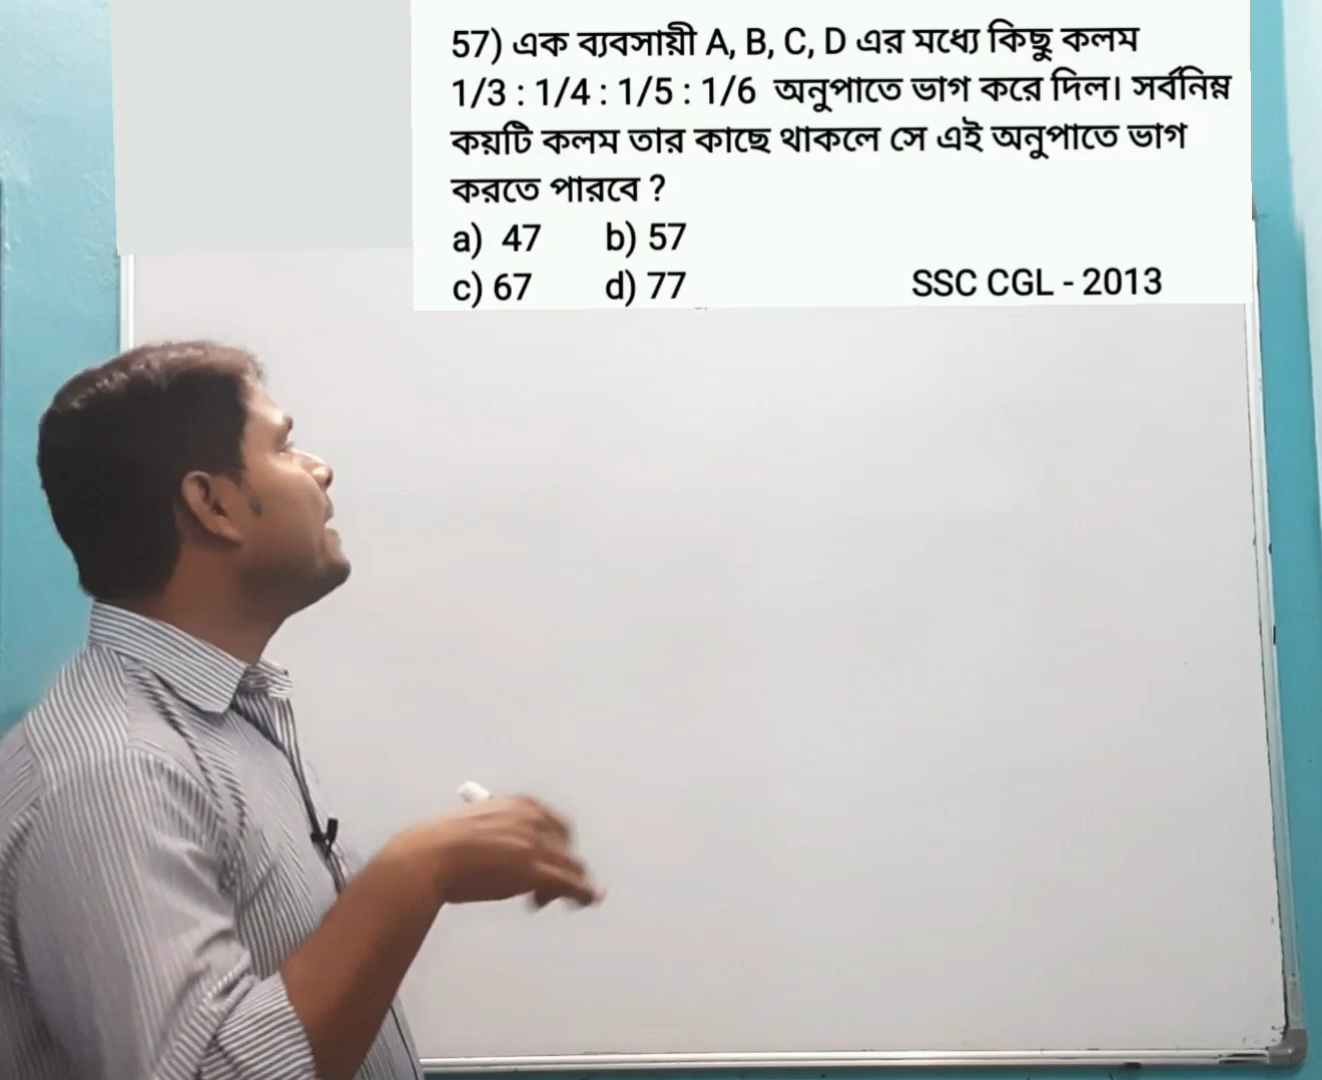 57) এক ব্যবসায়ী A, B, C, D এর মধ্যে কিছু কলম
1/3 : 1/4 : 1/5 : 1/6 অনুপাতে ভাগ করে দিল। সর্বনিম্ন
কয়টি কলম তার কাছে থাকলে সে এই অনুপাতে ভাগ
করতে পারবে ?
a) 47 b) 57
c) 67 d) 77 SSC CGL - 2013